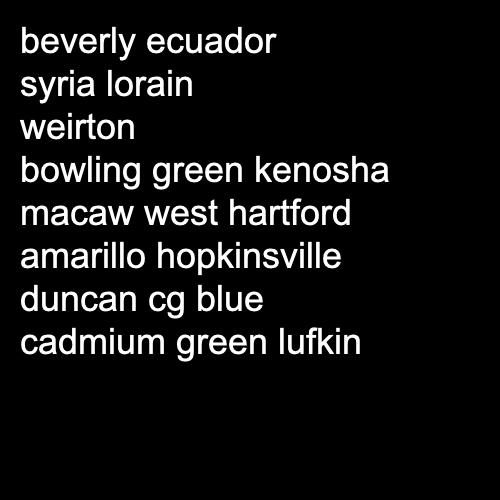 beverly ecuador
syria lorain
weirton
bowling green kenosha
macaw west hartford
amarillo hopkinsville
duncan cg blue
cadmium green lufkin